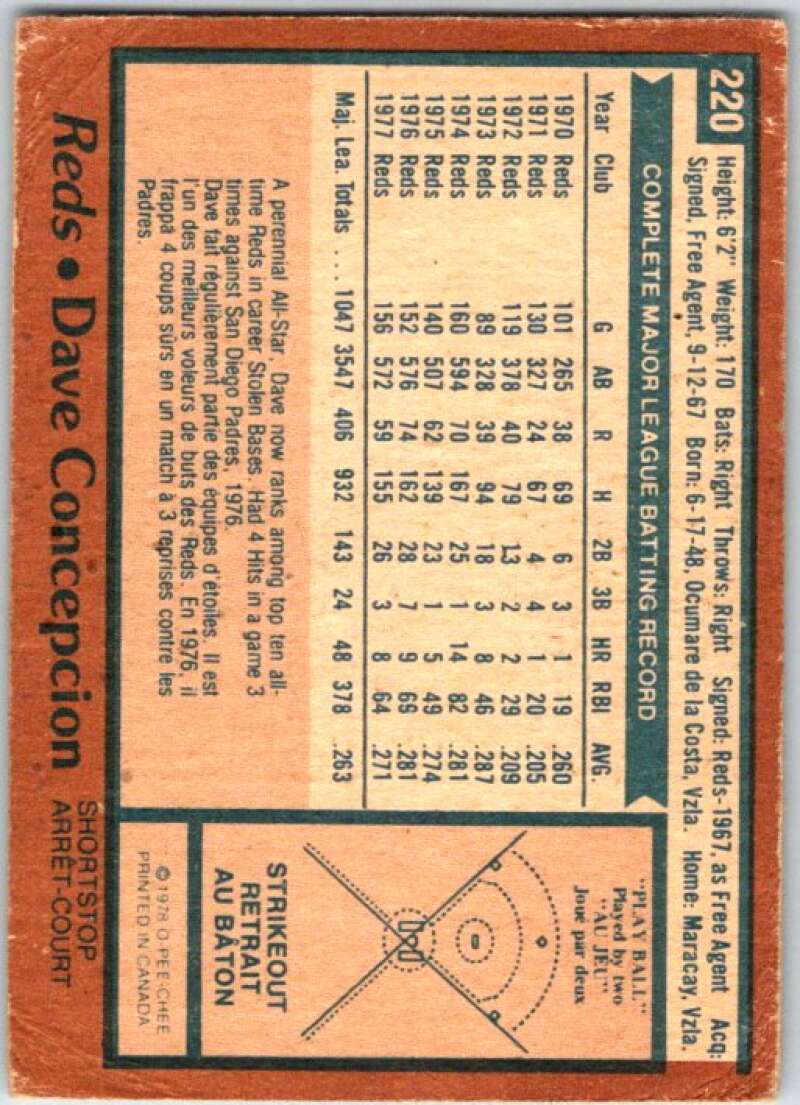 220
Height: 6'2" Weight: 170 Bats: Right Throws: Right Signed: Reds-1967, as Free Agent Acq:
Signed, Free Agent, 9-12-67 Born: 6-17-48, Ocumare de la Costa, Vzla. Home: Maracay, Vzla.
COMPLETE MAJOR LEAGUE BATTING RECORD
Year Club G AB R H 2B 3B HR RBI AVG.
1970 Reds 101 265 38 69 6 3 1 19 .260
1971 Reds 130 327 24 67 4 4 1 20 .205
1972 Reds 119 378 40 79 13 2 2 29 .209
1973 Reds 89 328 39 94 18 3 8 46 .287
1974 Reds 160 594 70 167 25 1 14 82 .281
1975 Reds 140 507 62 139 23 1 5 49 .274
1976 Reds 152 576 74 162 28 7 9 69 .281
1977 Reds 156 572 59 155 26 3 8 64 .271
Maj. Lea. Totals ... 1047 3547 406 932 143 24 48 378 .263
A perennial All-Star, Dave now ranks among top ten all-
time Reds in career Stolen Bases. Had 4 Hits in a game 3
times against San Diego Padres, 1976.
Dave fait régulièrement partie des équipes d'étoiles. Il est
l'un des meilleurs voleurs de buts des Reds. En 1976, il
frappa 4 coups sûrs en un match à 3 reprises contre les
Padres.
"PLAY BALL"
Played by two
"AU JEU"
Joué par deux
STRIKEOUT
RETRAIT
AU BÂTON
©1978 O-PEE-CHEE
PRINTED IN CANADA
Reds • Dave Concepcion
SHORTSTOP
ARRÊT-COURT